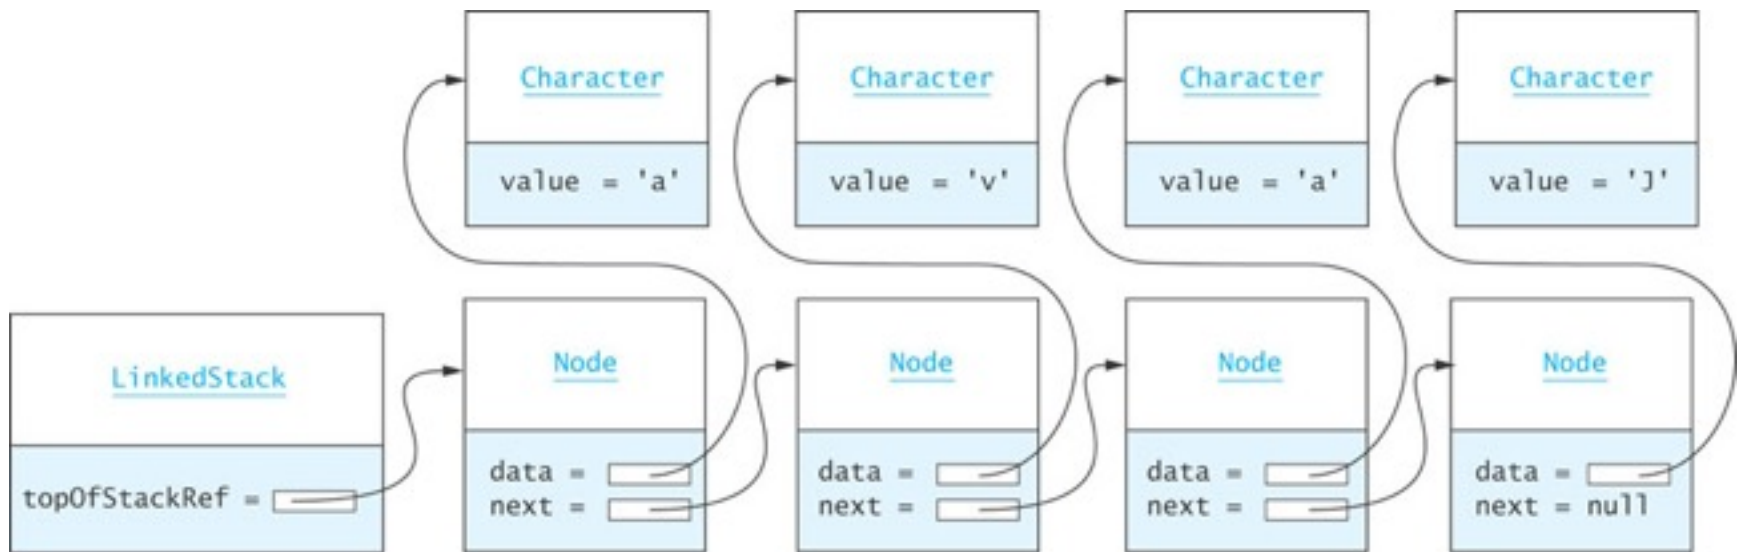 Character
value = 'a'
Character
value = 'v'
Character
value = 'a'
Character
value = 'J'
LinkedStack
topOfStackRef =
Node
data =
next =
Node
data =
next =
Node
data =
next =
Node
data =
next = null